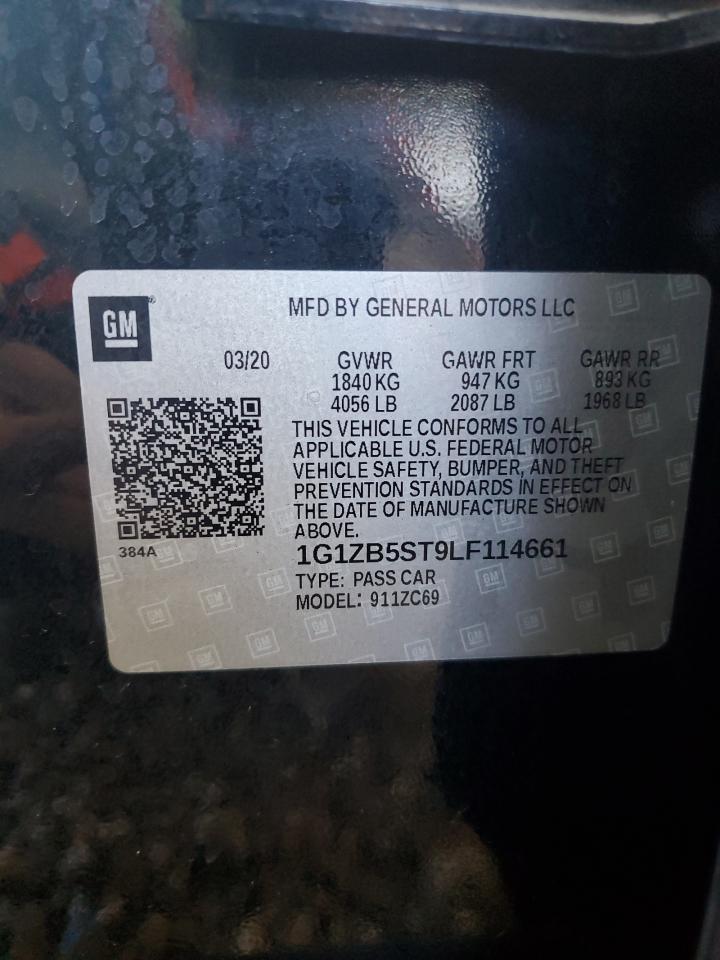 GM
MFD BY GENERAL MOTORS LLC
03/20 GVWR GAWR FRT GAWR RR
1840 KG 947 KG 893 KG
4056 LB 2087 LB 1968 LB
THIS VEHICLE CONFORMS TO ALL
APPLICABLE U.S. FEDERAL MOTOR
VEHICLE SAFETY, BUMPER, AND THEFT
PREVENTION STANDARDS IN EFFECT ON
THE DATE OF MANUFACTURE SHOWN
ABOVE.
384A
1G1ZB5ST9LF114661
TYPE: PASS CAR
MODEL: 911ZC69